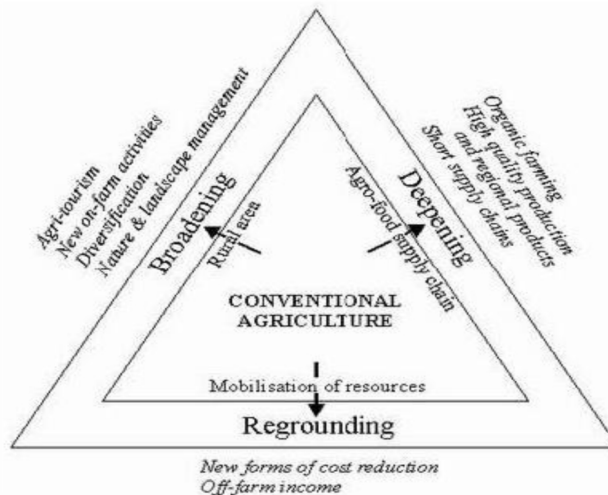 Agri-tourism
New on-farm activities
Diversification
Nature & landscape management
Broadening
Rural area
Organic farming
High quality production
and regional products
Short supply chains
Deepening
Agro-food supply chain
CONVENTIONAL
AGRICULTURE
Mobilisation of resources
Regrounding
New forms of cost reduction
Off-farm income